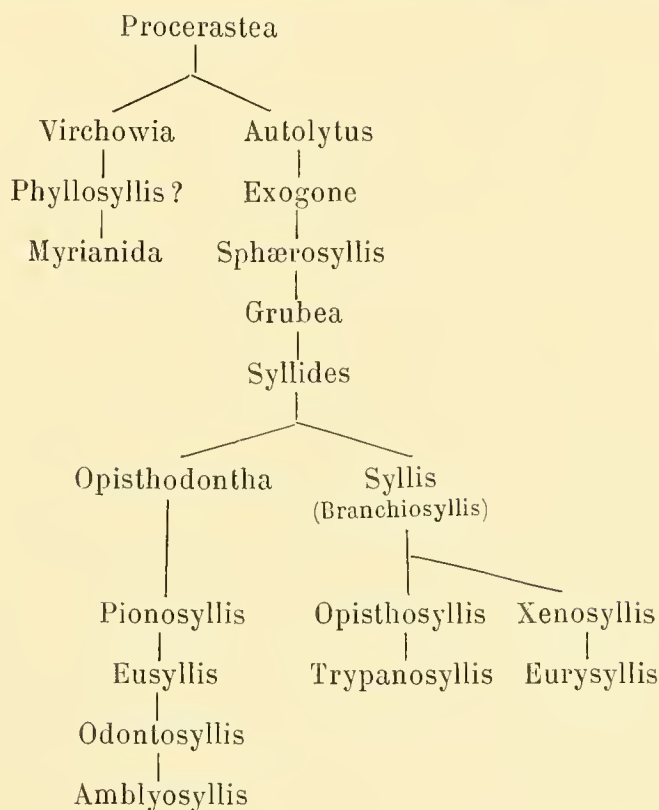 Procerastea
Virchowia Autolytus
Phyllosyllis? Exogone
Myrianida Sphærosyllis
Grubea
Syllides
Opisthodontha Syllis
(Branchiosyllis)
Pionosyllis Opisthosyllis Xenosyllis
Eusyllis Trypanosyllis Eurysyllis
Odontosyllis
Amblyosyllis